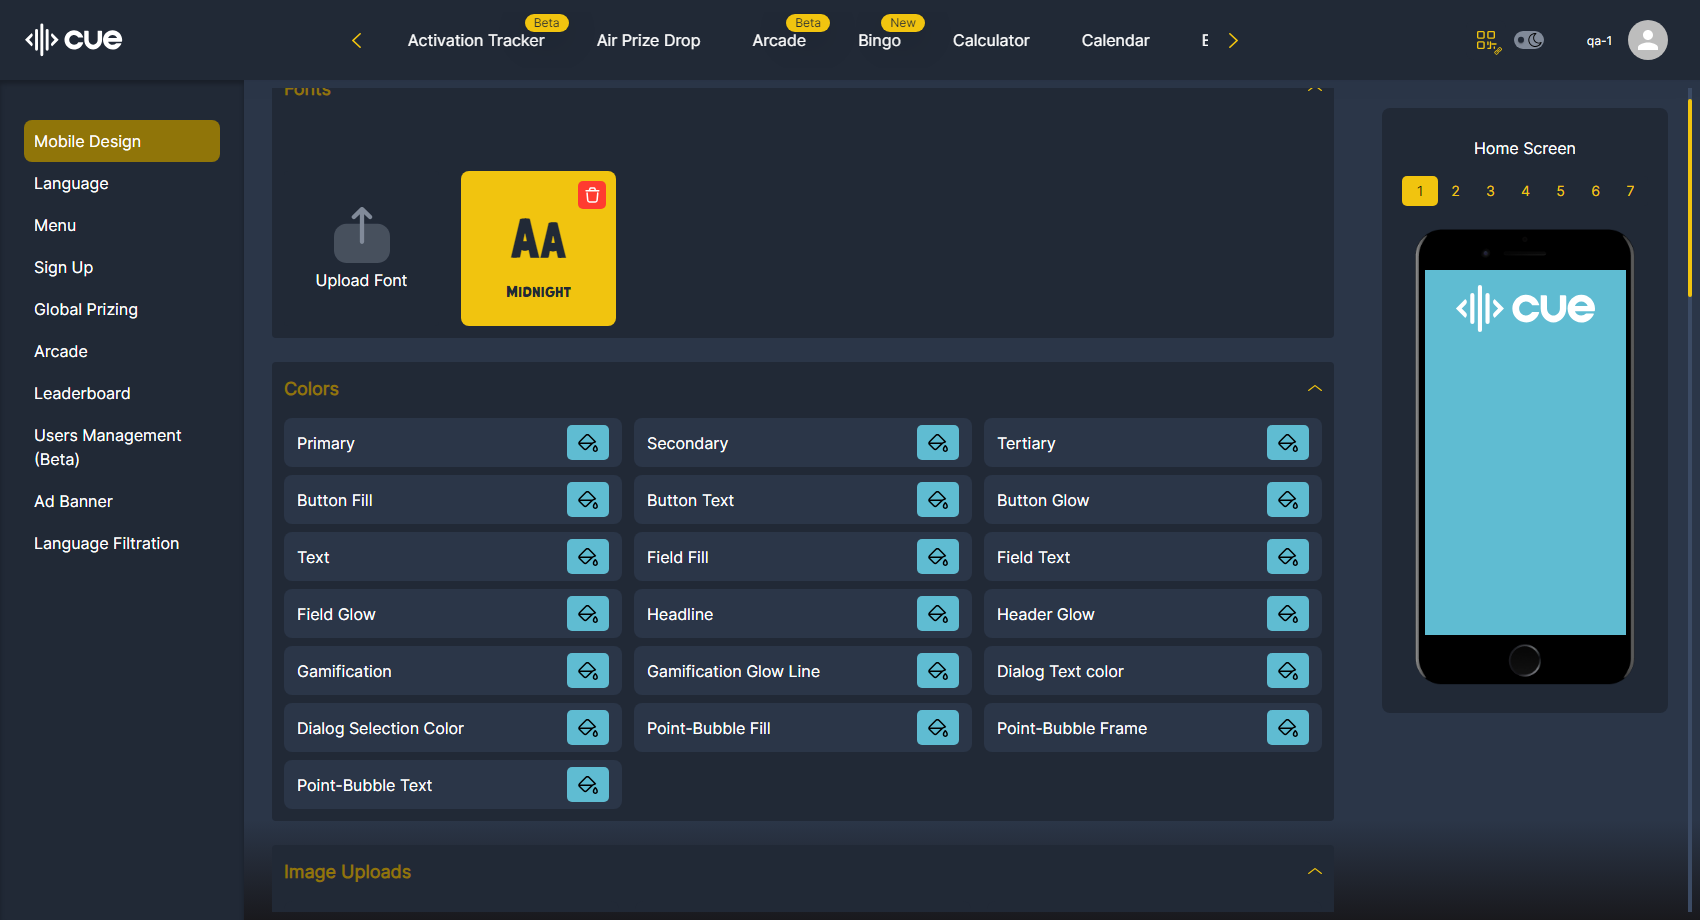 cue
Activation Tracker
Beta
Air Prize Drop
Arcade
Beta
Bingo
New
Calculator
Calendar
qa-1
Mobile Design
Language
Menu
Sign Up
Global Prizing
Arcade
Leaderboard
Users Management
(Beta)
Ad Banner
Language Filtration
Fonts
Upload Font
AA
MIDNIGHT
Colors
Primary
Secondary
Tertiary
Button Fill
Button Text
Button Glow
Text
Field Fill
Field Text
Field Glow
Headline
Header Glow
Gamification
Gamification Glow Line
Dialog Text color
Dialog Selection Color
Point-Bubble Fill
Point-Bubble Frame
Point-Bubble Text
Image Uploads
Home Screen
1 2 3 4 5 6 7
cue